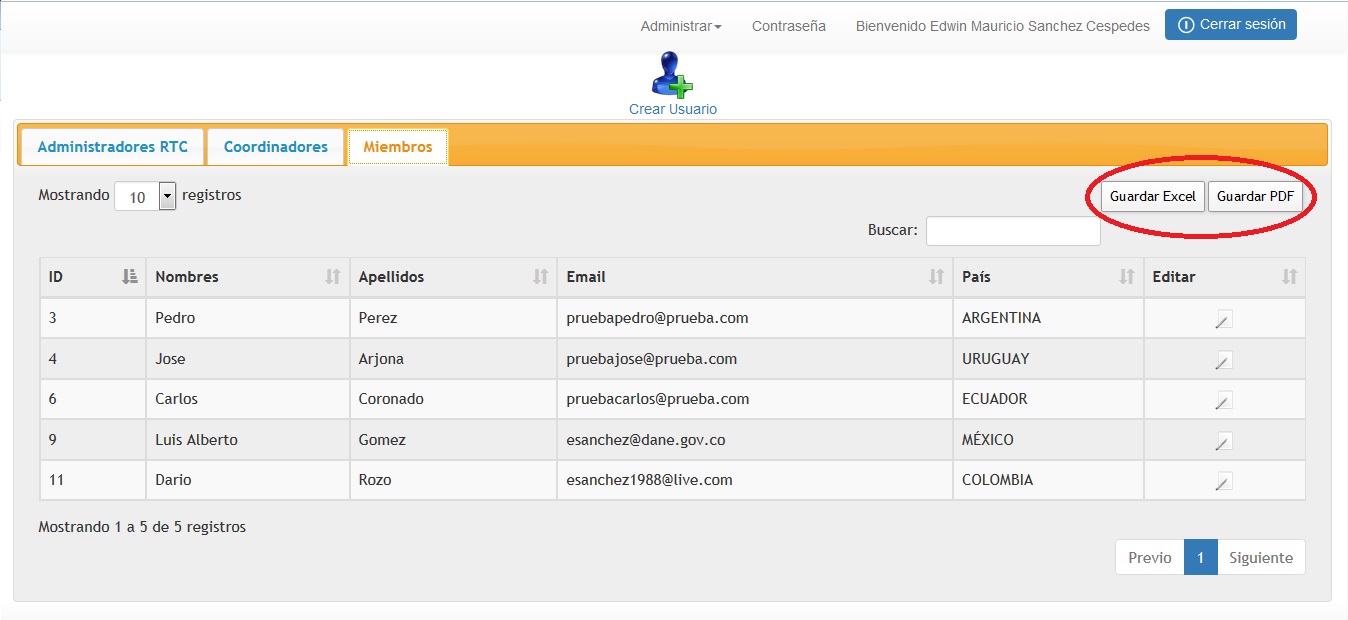 Administrar Contraseña Bienvenido Edwin Mauricio Sanchez Cespedes Cerrar sesión
Crear Usuario
Administradores RTC Coordinadores Miembros
Mostrando 10 registros Guardar Excel Guardar PDF
Buscar:
ID Nombres Apellidos Email País Editar
3 Pedro Perez pruebapedro@prueba.com ARGENTINA
4 Jose Arjona pruebajose@prueba.com URUGUAY
6 Carlos Coronado pruebacarlos@prueba.com ECUADOR
9 Luis Alberto Gomez esanchez@dane.gov.co MÉXICO
11 Dario Rozo esanchez1988@live.com COLOMBIA
Mostrando 1 a 5 de 5 registros
Previo 1 Siguiente